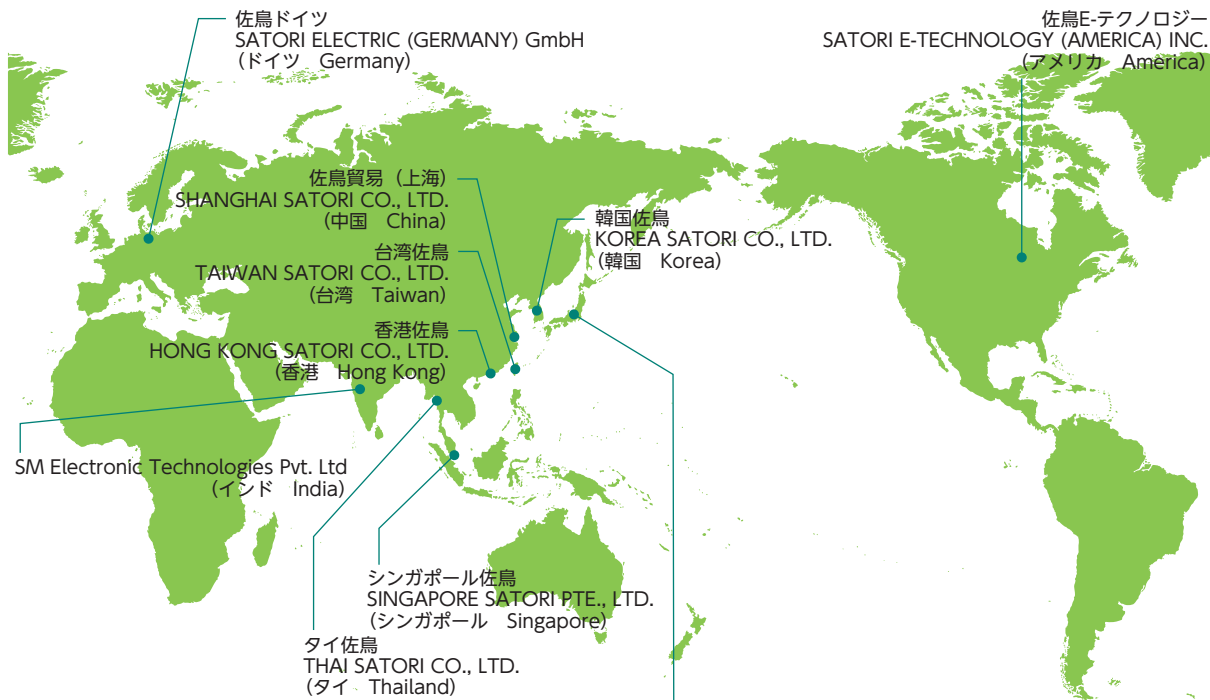 佐鳥ドイツ
SATORI ELECTRIC (GERMANY) GmbH
(ドイツ　Germany)
佐鳥E-テクノロジー
SATORI E-TECHNOLOGY (AMERICA) INC.
(アメリカ　America)
佐鳥貿易（上海）
SHANGHAI SATORI CO., LTD.
(中国　China)
韓国佐鳥
KOREA SATORI CO., LTD.
(韓国　Korea)
台湾佐鳥
TAIWAN SATORI CO., LTD.
(台湾　Taiwan)
香港佐鳥
HONG KONG SATORI CO., LTD.
(香港　Hong Kong)
SM Electronic Technologies Pvt. Ltd
(インド　India)
シンガポール佐鳥
SINGAPORE SATORI PTE., LTD.
(シンガポール　Singapore)
タイ佐鳥
THAI SATORI CO., LTD.
(タイ　Thailand)